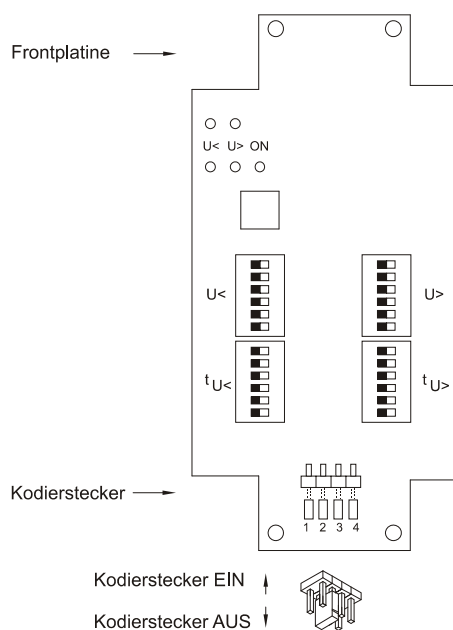 Frontplatine
U< U> ON
U< U>
tU< tU>
Kodierstecker
1 2 3 4
Kodierstecker EIN
Kodierstecker AUS